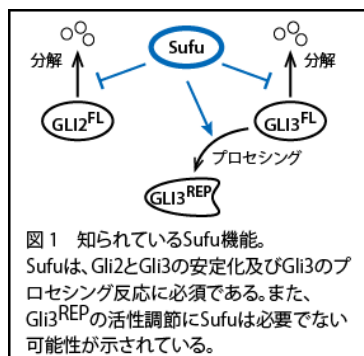 分解
Sufu
分解
GLI2FL
GLI3FL
プロセシング
GLI3REP
図1 知られているSufu機能。
Sufuは、Gli2とGli3の安定化及びGli3のプ
ロセシング反応に必須である。また、
Gli3REPの活性調節にSufuは必要でない
可能性が示されている。